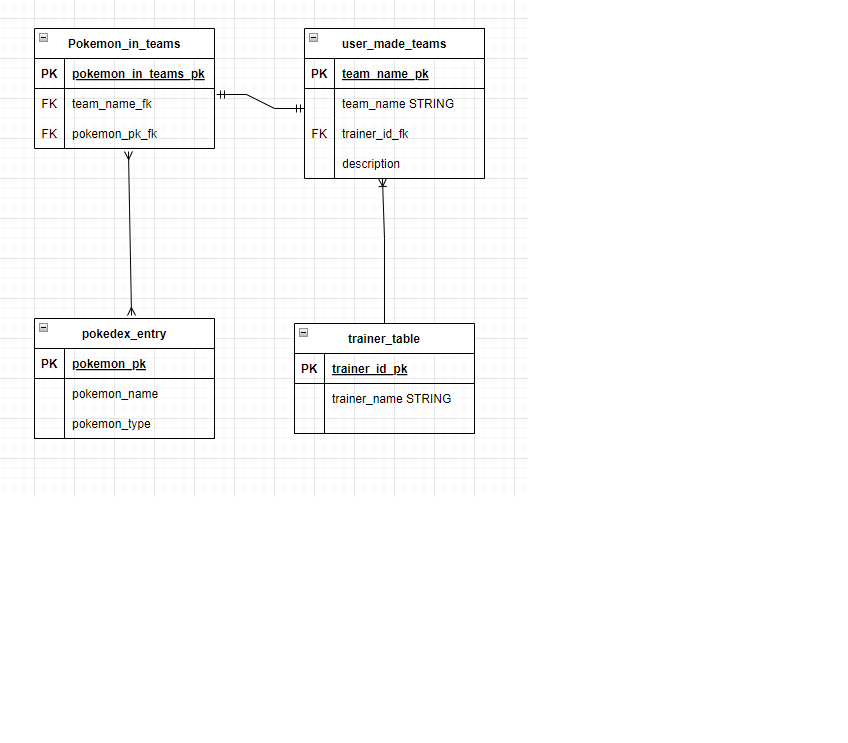 Pokemon_in_teams
PK pokemon_in_teams_pk
FK team_name_fk
FK pokemon_pk_fk
user_made_teams
PK team_name_pk
team_name STRING
FK trainer_id_fk
description
pokedex_entry
PK pokemon_pk
pokemon_name
pokemon_type
trainer_table
PK trainer_id_pk
trainer_name STRING